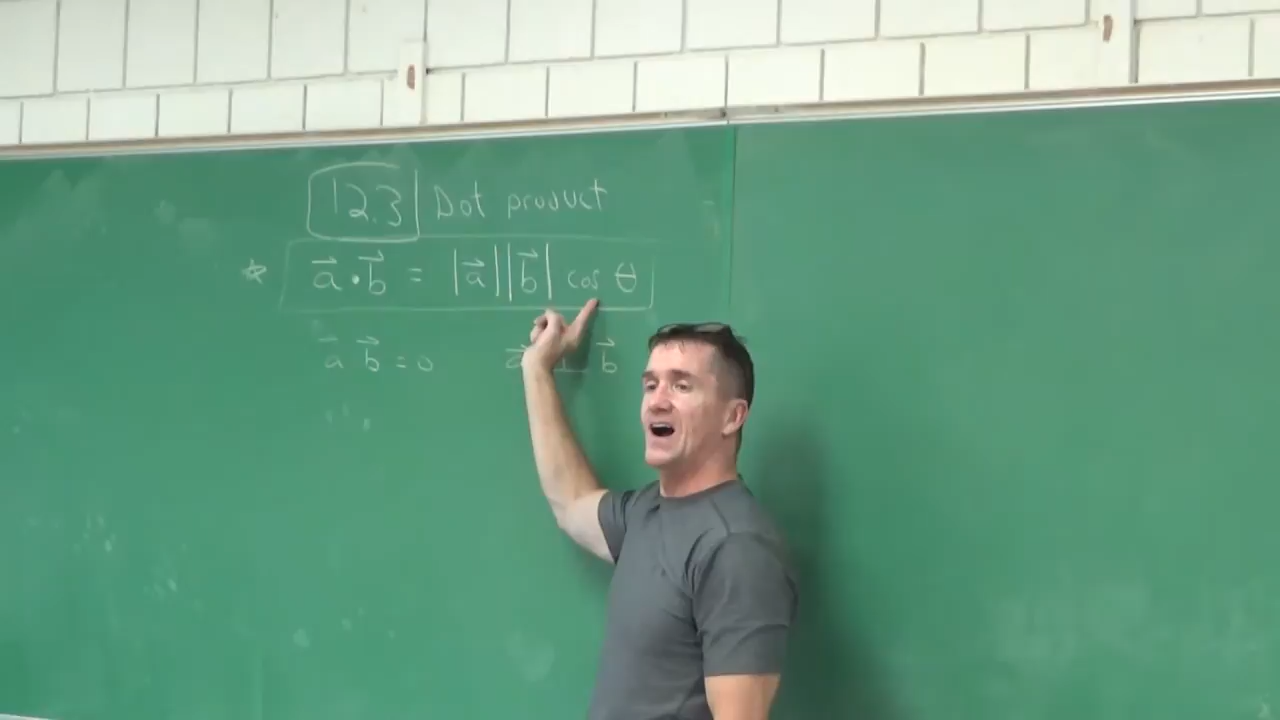 12.3 Dot product
☆ a⃗ • b⃗ = |a⃗| |b⃗| cos θ
a⃗ b⃗ = 0 a⃗ ⊥ b⃗